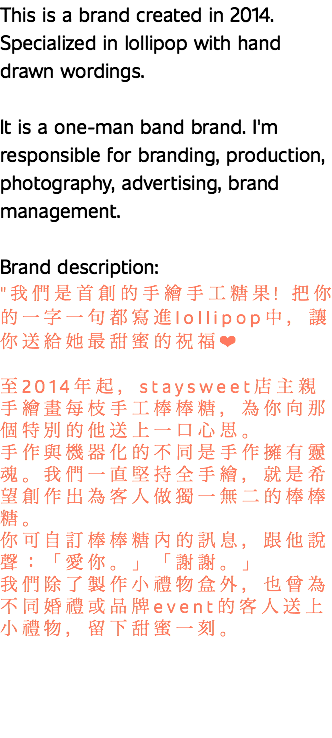 This is a brand created in 2014.
Specialized in lollipop with hand
drawn wordings.
It is a one-man band brand. I'm
responsible for branding, production,
photography, advertising, brand
management.
Brand description:
"我們是首創的手繪手工糖果! 把你
的一字一句都寫進lollipop中，讓
你送給她最甜蜜的祝福❤
至2014年起，staysweet店主親
手繪畫每枝手工棒棒糖，為你向那
個特別的他送上一口心思。
手作與機器化的不同是手作擁有靈
魂。我們一直堅持全手繪，就是希
望創作出為客人做獨一無二的棒棒
糖。
你可自訂棒棒糖內的訊息，跟他說
聲：「愛你。」「謝謝。」
我們除了製作小禮物盒外，也曾為
不同婚禮或品牌event的客人送上
小禮物，留下甜蜜一刻。